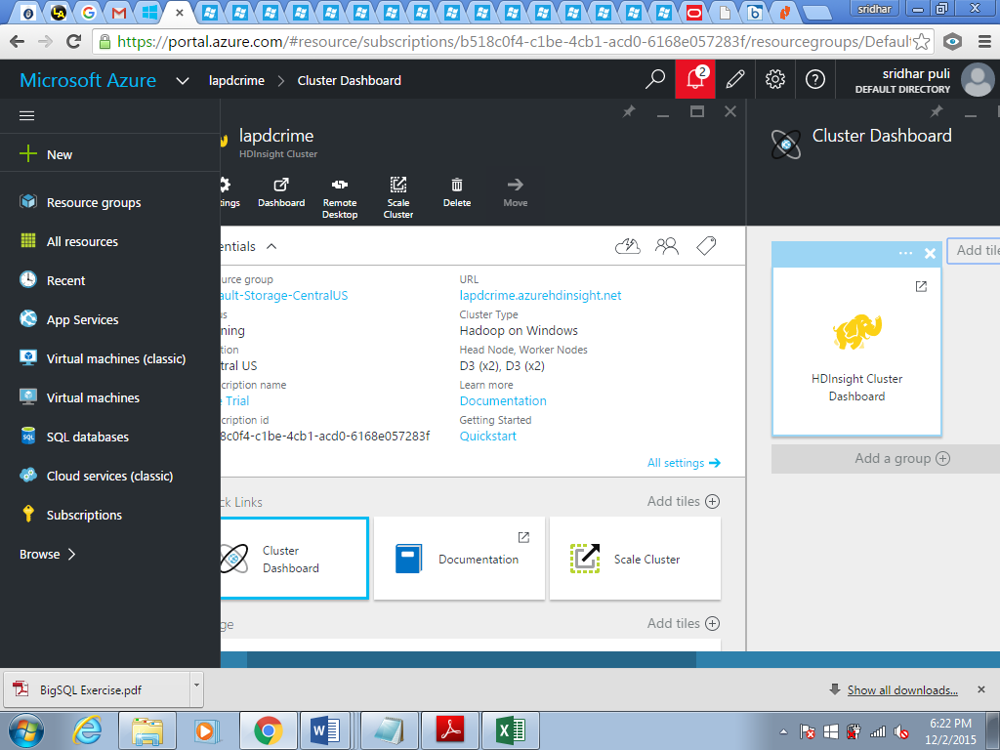 sridhar
https://portal.azure.com/#resource/subscriptions/b518c0f4-c1be-4cb1-acd0-6168e057283f/resourcegroups/Defaul
Microsoft Azure
lapdcrime
Cluster Dashboard
2
sridhar puli
DEFAULT DIRECTORY
New
Resource groups
All resources
Recent
App Services
Virtual machines (classic)
Virtual machines
SQL databases
Cloud services (classic)
Subscriptions
Browse
lapdcrime
HDInsight Cluster
tings
Dashboard
Remote
Desktop
Scale
Cluster
Delete
Move
entials
urce group
ault-Storage-CentralUS
us
ning
tion
tral US
cription name
e Trial
cription id
8c0f4-c1be-4cb1-acd0-6168e057283f
URL
lapdcrime.azurehdinsight.net
Cluster Type
Hadoop on Windows
Head Node, Worker Nodes
D3 (x2), D3 (x2)
Learn more
Documentation
Getting Started
Quickstart
All settings
ck Links
Add tiles
Cluster
Dashboard
Documentation
Scale Cluster
ge
Add tiles
Cluster Dashboard
Add tile
HDInsight Cluster
Dashboard
Add a group
BigSQL Exercise.pdf
Show all downloads...
6:22 PM
12/2/2015